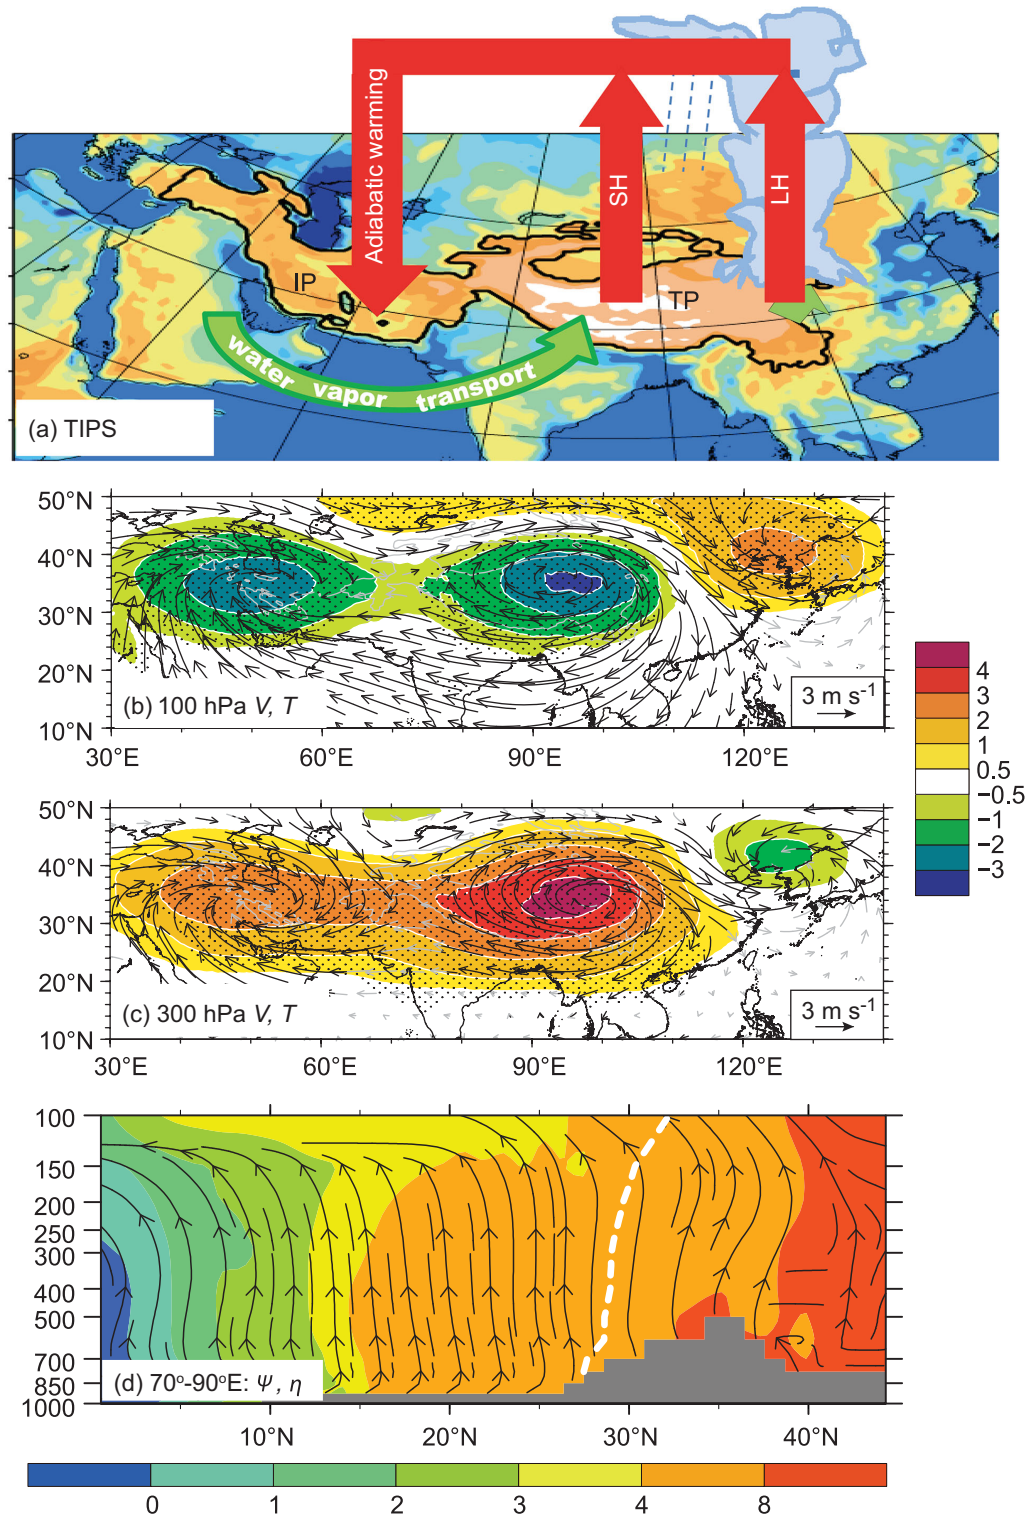 Adiabatic warming
SH
LH
IP
TP
water vapor transport
(a) TIPS
50°N
40°N
30°N
20°N
10°N
(b) 100 hPa V, T
3 m s-1
30°E 60°E 90°E 120°E
4
3
2
1
0.5
−0.5
−1
−2
−3
50°N
40°N
30°N
20°N
10°N
(c) 300 hPa V, T
3 m s-1
30°E 60°E 90°E 120°E
100
150
200
250
300
400
500
700
850
1000
(d) 70°-90°E: Ψ, η
10°N 20°N 30°N 40°N
0 1 2 3 4 8